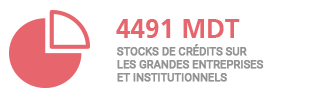 4491 MDT
STOCKS DE CRÉDITS SUR
LES GRANDES ENTREPRISES
ET INSTITUTIONNELS